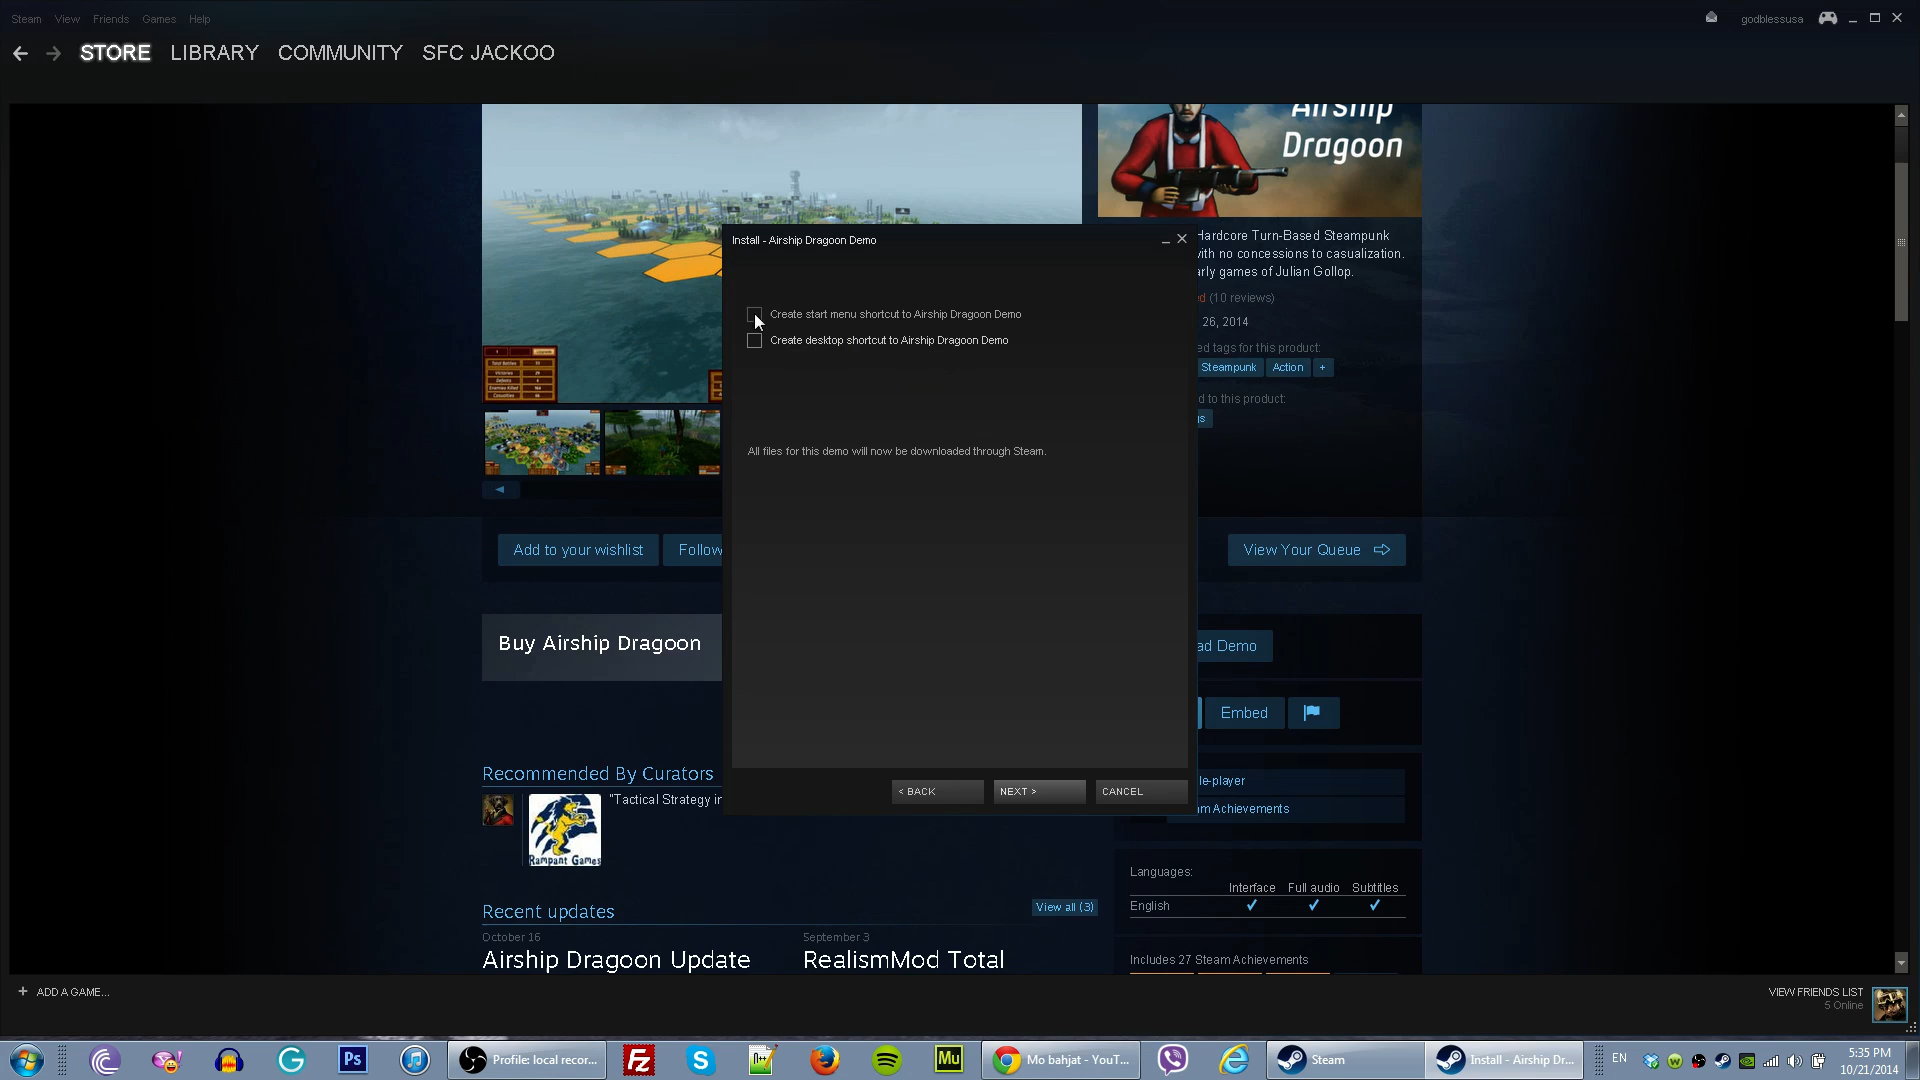 Steam View Friends Games Help
godblessusa
STORE LIBRARY COMMUNITY SFC JACKOO
Airship
Dragoon
Install - Airship Dragoon Demo
Create start menu shortcut to Airship Dragoon Demo
Create desktop shortcut to Airship Dragoon Demo
All files for this demo will now be downloaded through Steam.
< BACK
NEXT >
CANCEL
Hardcore Turn-Based Steampunk
with no concessions to casualization.
arly games of Julian Gollop.
ed (10 reviews)
26, 2014
ed tags for this product:
Steampunk Action +
d to this product:
gs
Add to your wishlist
Follow
View Your Queue
Buy Airship Dragoon
ad Demo
Embed
le-player
m Achievements
Recommended By Curators
"Tactical Strategy in
Rampant Games
Languages:
Interface Full audio Subtitles
English
Recent updates
View all (3)
October 16
September 3
Airship Dragoon Update
RealismMod Total
Includes 27 Steam Achievements
+ ADD A GAME...
VIEW FRIENDS LIST
5 Online
Ps
Profile: local recor...
Fz
S
Mu
Mo bahjat - YouT...
Steam
Install - Airship Dr...
EN
5:35 PM
10/21/2014